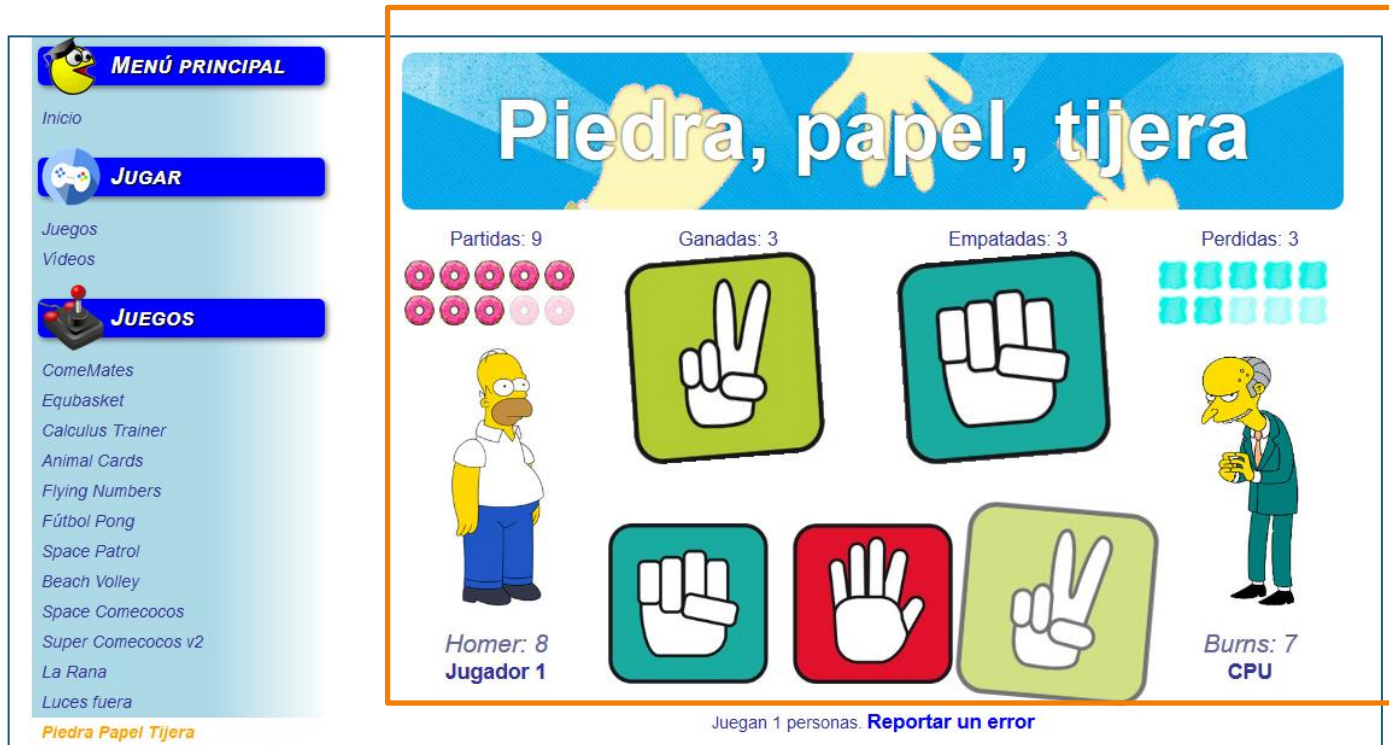 MENÚ PRINCIPAL
Inicio
JUGAR
Juegos
Vídeos
JUEGOS
ComeMates
Equbasket
Calculus Trainer
Animal Cards
Flying Numbers
Fútbol Pong
Space Patrol
Beach Volley
Space Comecocos
Super Comecocos v2
La Rana
Luces fuera
Piedra Papel Tijera
Piedra, papel, tijera
Partidas: 9 Ganadas: 3 Empatadas: 3 Perdidas: 3
Homer: 8
Jugador 1
Burns: 7
CPU
Juegan 1 personas. Reportar un error